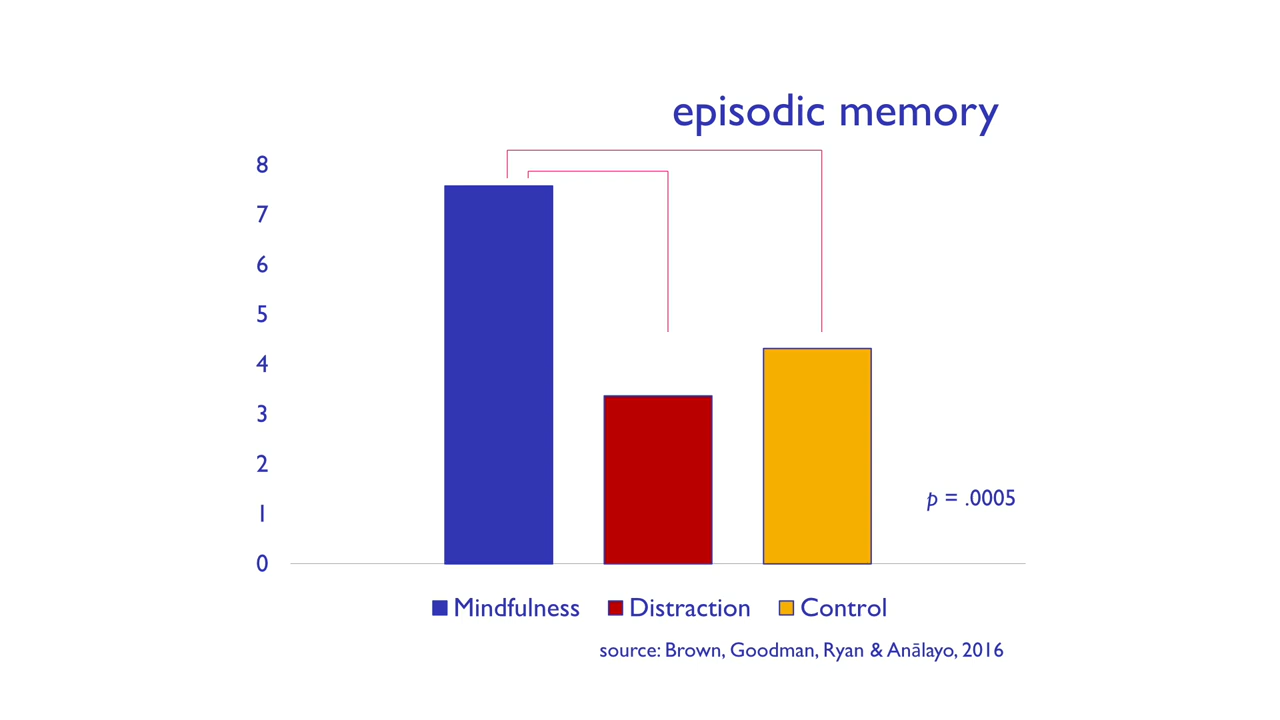 episodic memory
8
7
6
5
4
3
2
1
0
p = .0005
Mindfulness Distraction Control
source: Brown, Goodman, Ryan & Anālayo, 2016